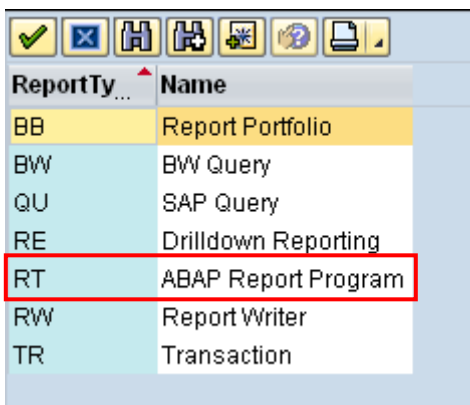 ReportTy... Name
BB Report Portfolio
BW BW Query
QU SAP Query
RE Drilldown Reporting
RT ABAP Report Program
RW Report Writer
TR Transaction